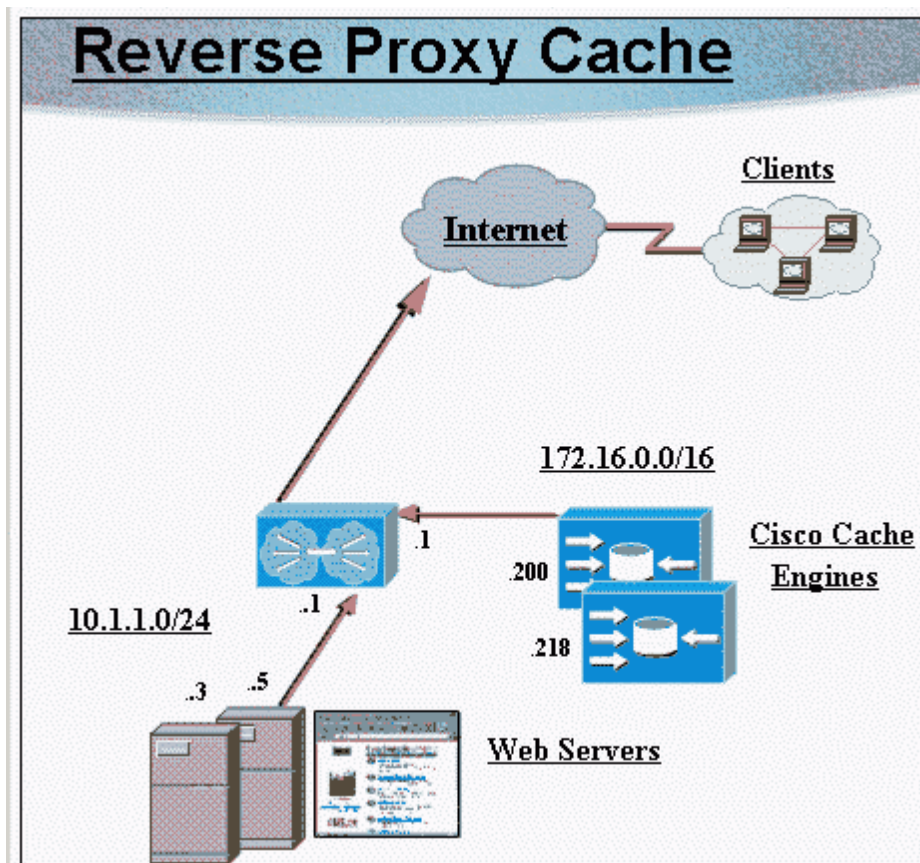 Reverse Proxy Cache
Clients
Internet
172.16.0.0/16
.1
Cisco Cache
Engines
.200
.1
10.1.1.0/24
.218
.3
.5
Web Servers